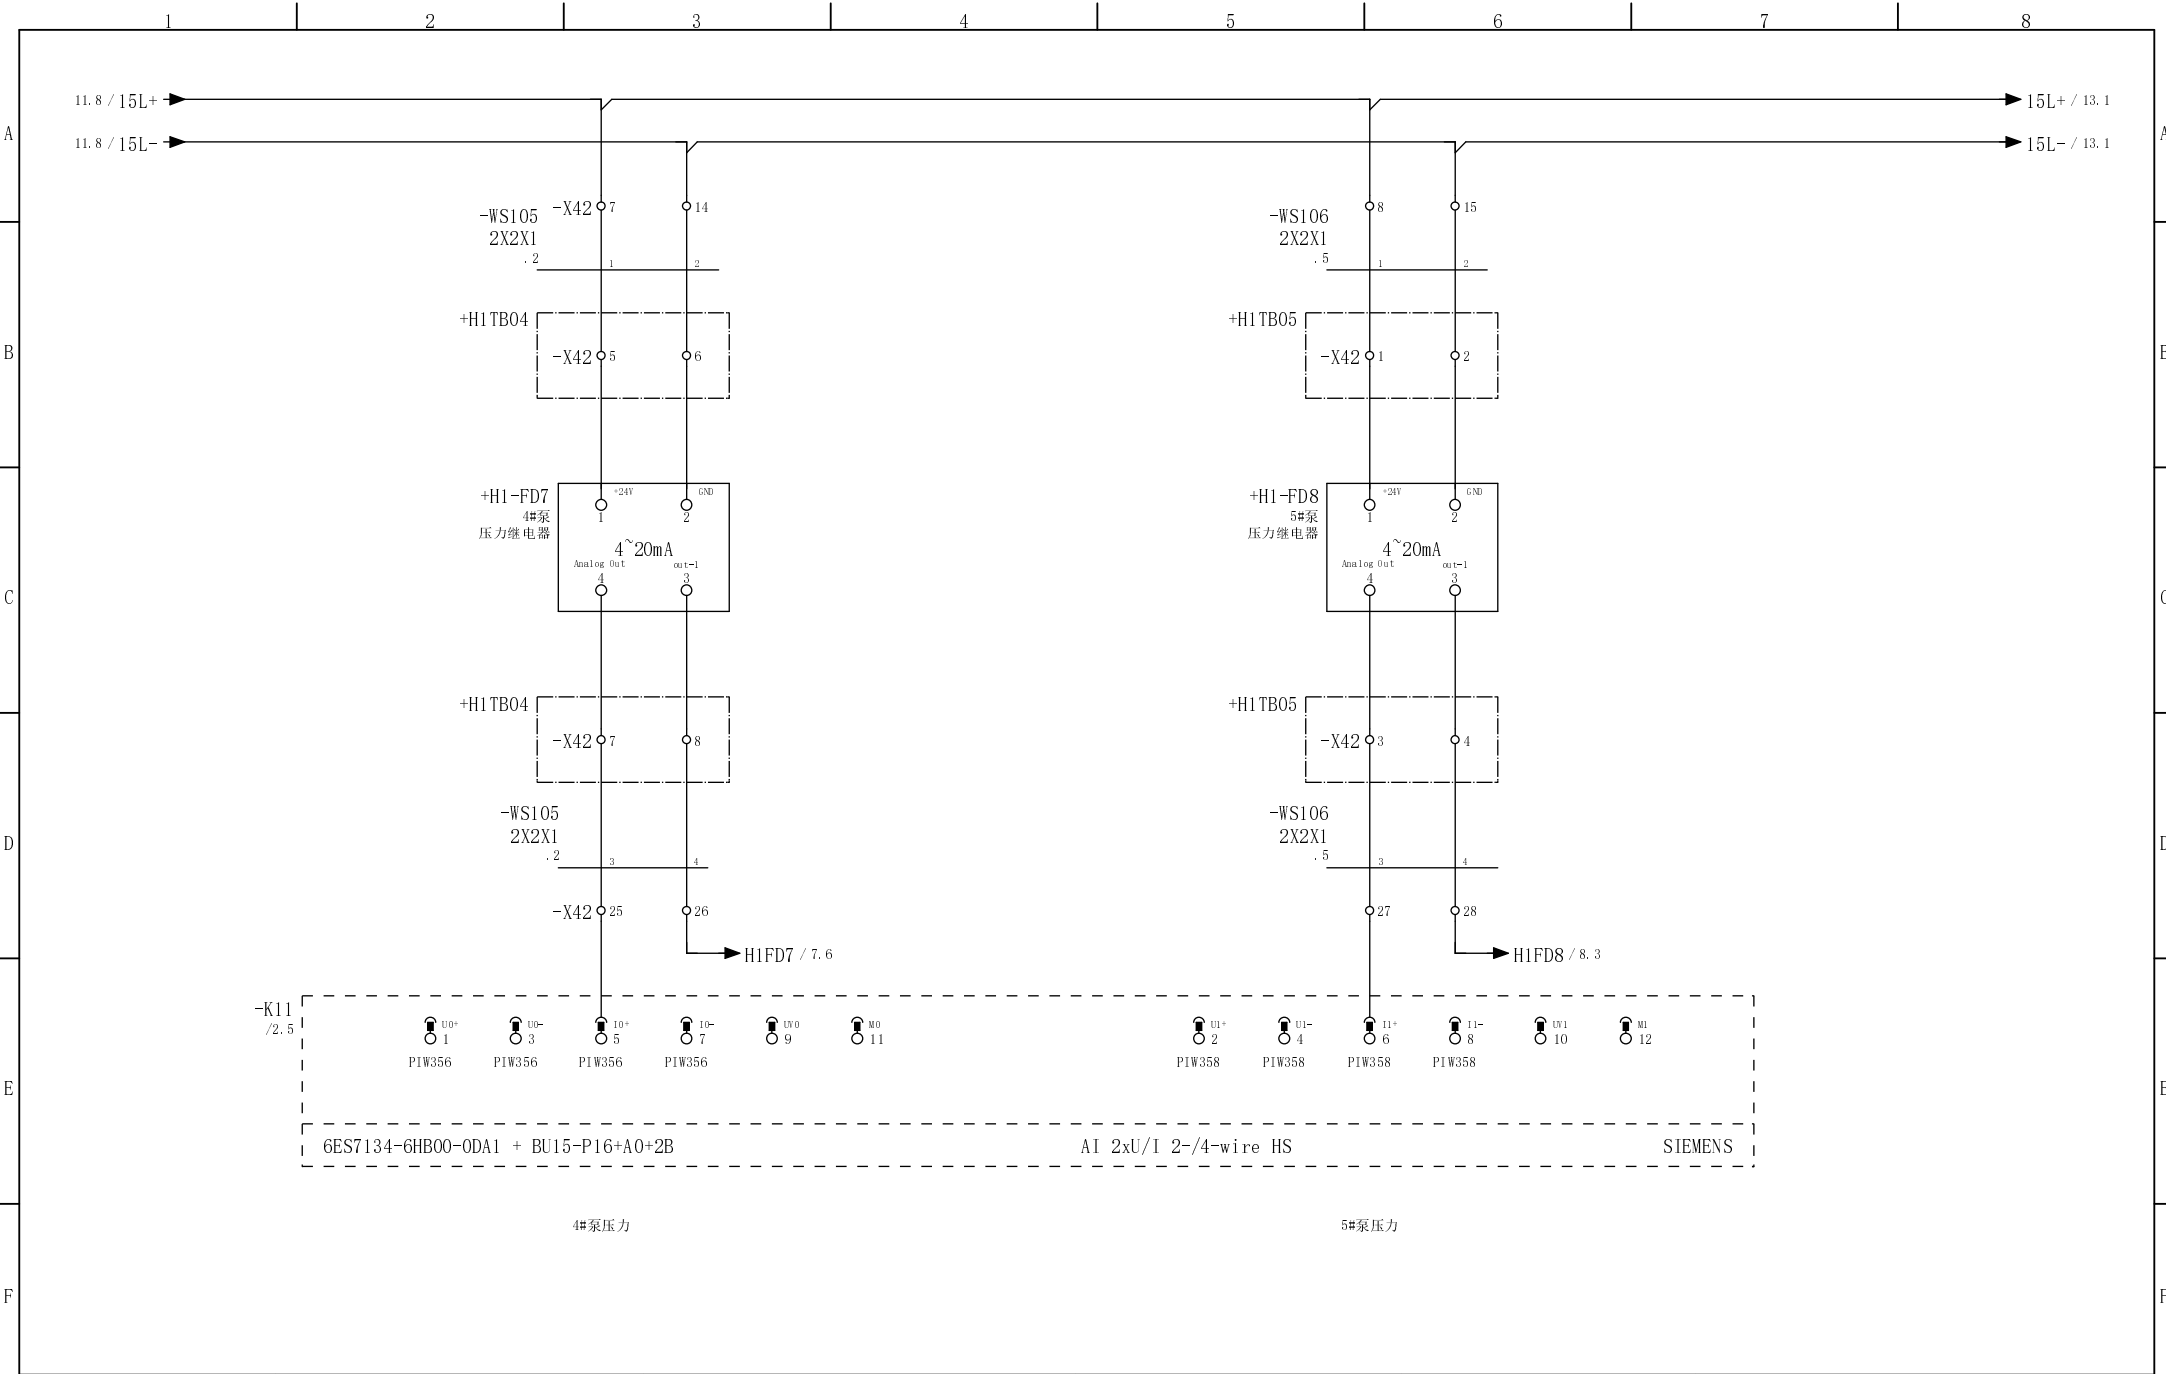 1 2 3 4 5 6 7 8
11.8 / 15L+
15L+ / 13.1
A
11.8 / 15L-
15L- / 13.1
-WS105
2X2X1
.2
-X42 7 14
1 2
-WS106
2X2X1
.5
8 15
1 2
+H1TB04
B
-X42 5 6
+H1TB05
-X42 1 2
+H1-FD7
4#泵
压力继电器
+24V GND
1 2
4~20mA
Analog Out out-1
4 3
+H1-FD8
5#泵
压力继电器
+24V GND
1 2
4~20mA
Analog Out out-1
4 3
C
+H1TB04
-X42 7 8
+H1TB05
-X42 3 4
-WS105
2X2X1
.2
3 4
-WS106
2X2X1
.5
3 4
D
-X42 25 26
27 28
H1FD7 / 7.6
H1FD8 / 8.3
-K11
/2.5
U0+ U0- I0+ I0- UV0 M0 U1+ U1- I1+ I1- UV1 M1
1 3 5 7 9 11 2 4 6 8 10 12
PIW356 PIW356 PIW356 PIW356 PIW358 PIW358 PIW358 PIW358
E
6ES7134-6HB00-0DA1 + BU15-P16+A0+2B AI 2xU/I 2-/4-wire HS SIEMENS
4#泵压力 5#泵压力
F